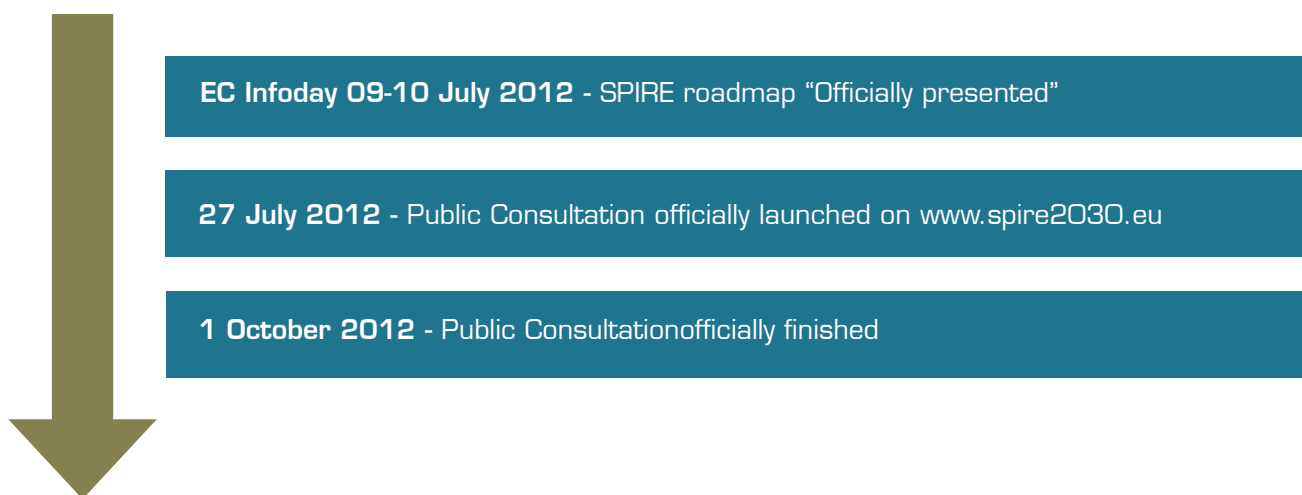 EC Infoday 09-10 July 2012 - SPIRE roadmap “Officially presented”
27 July 2012 - Public Consultation officially launched on www.spire2030.eu
1 October 2012 - Public Consultationofficially finished